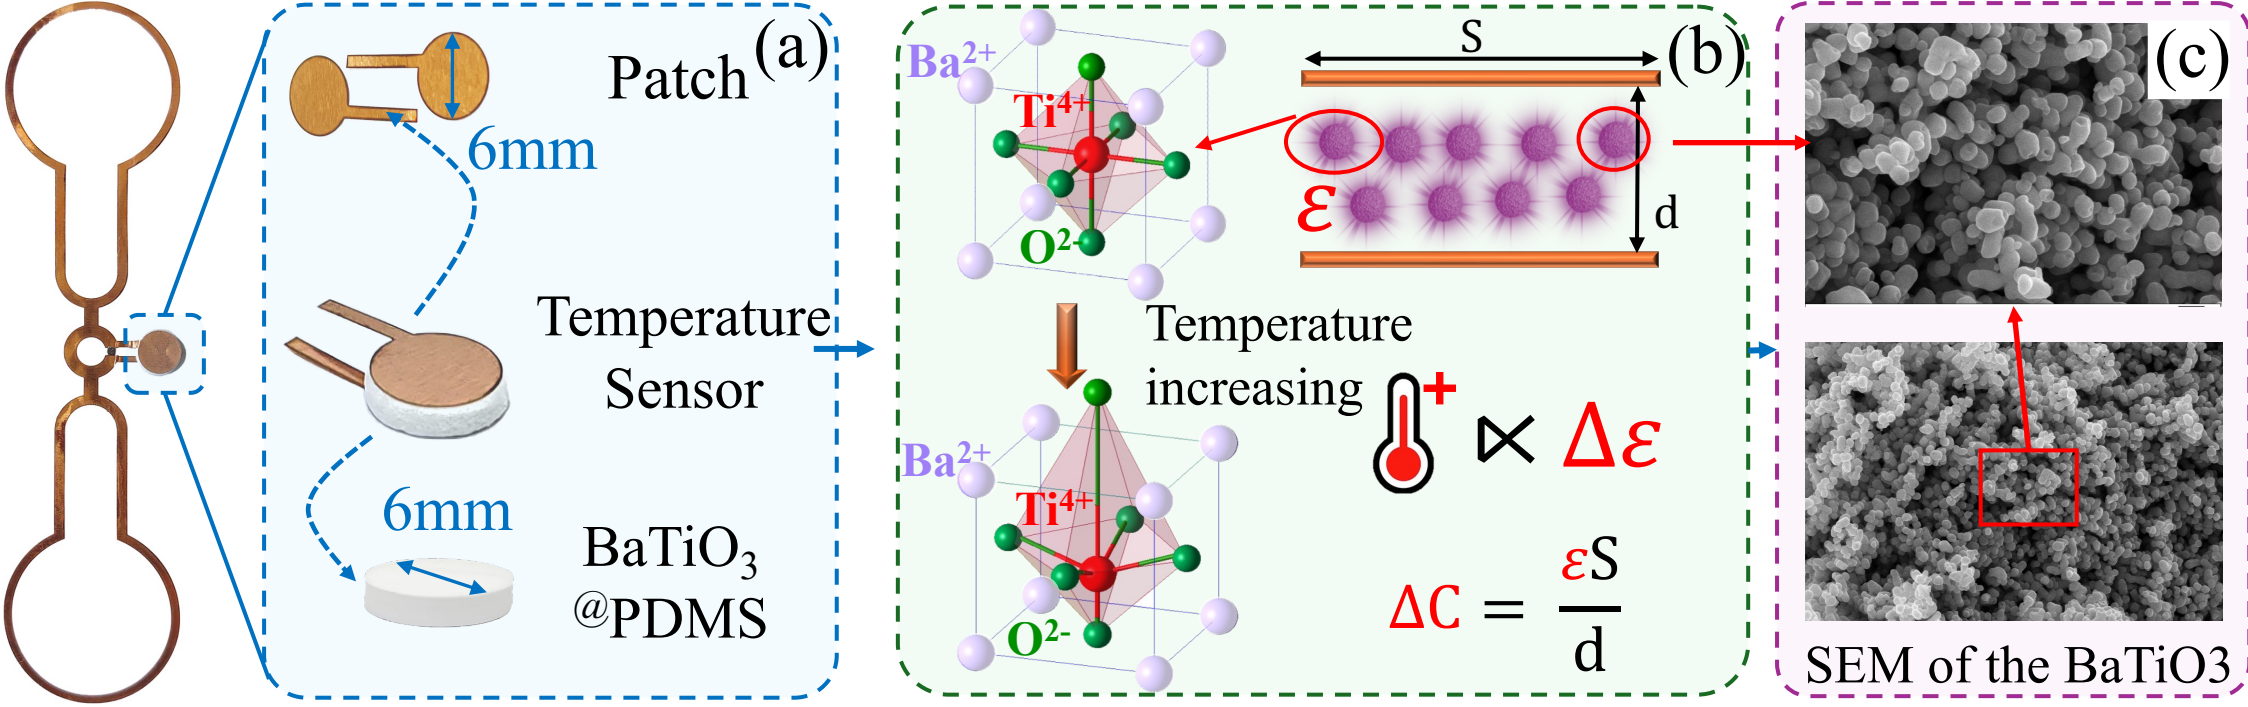 (a)
Patch
6mm
Temperature
Sensor
6mm
BaTiO₃
@PDMS
(b)
S
Ba²⁺
Ti⁴⁺
O²⁻
ε
d
Temperature
increasing
Ba²⁺
Ti⁴⁺
O²⁻
+
⋉ Δε
ΔC = εS
d
(c)
SEM of the BaTiO3